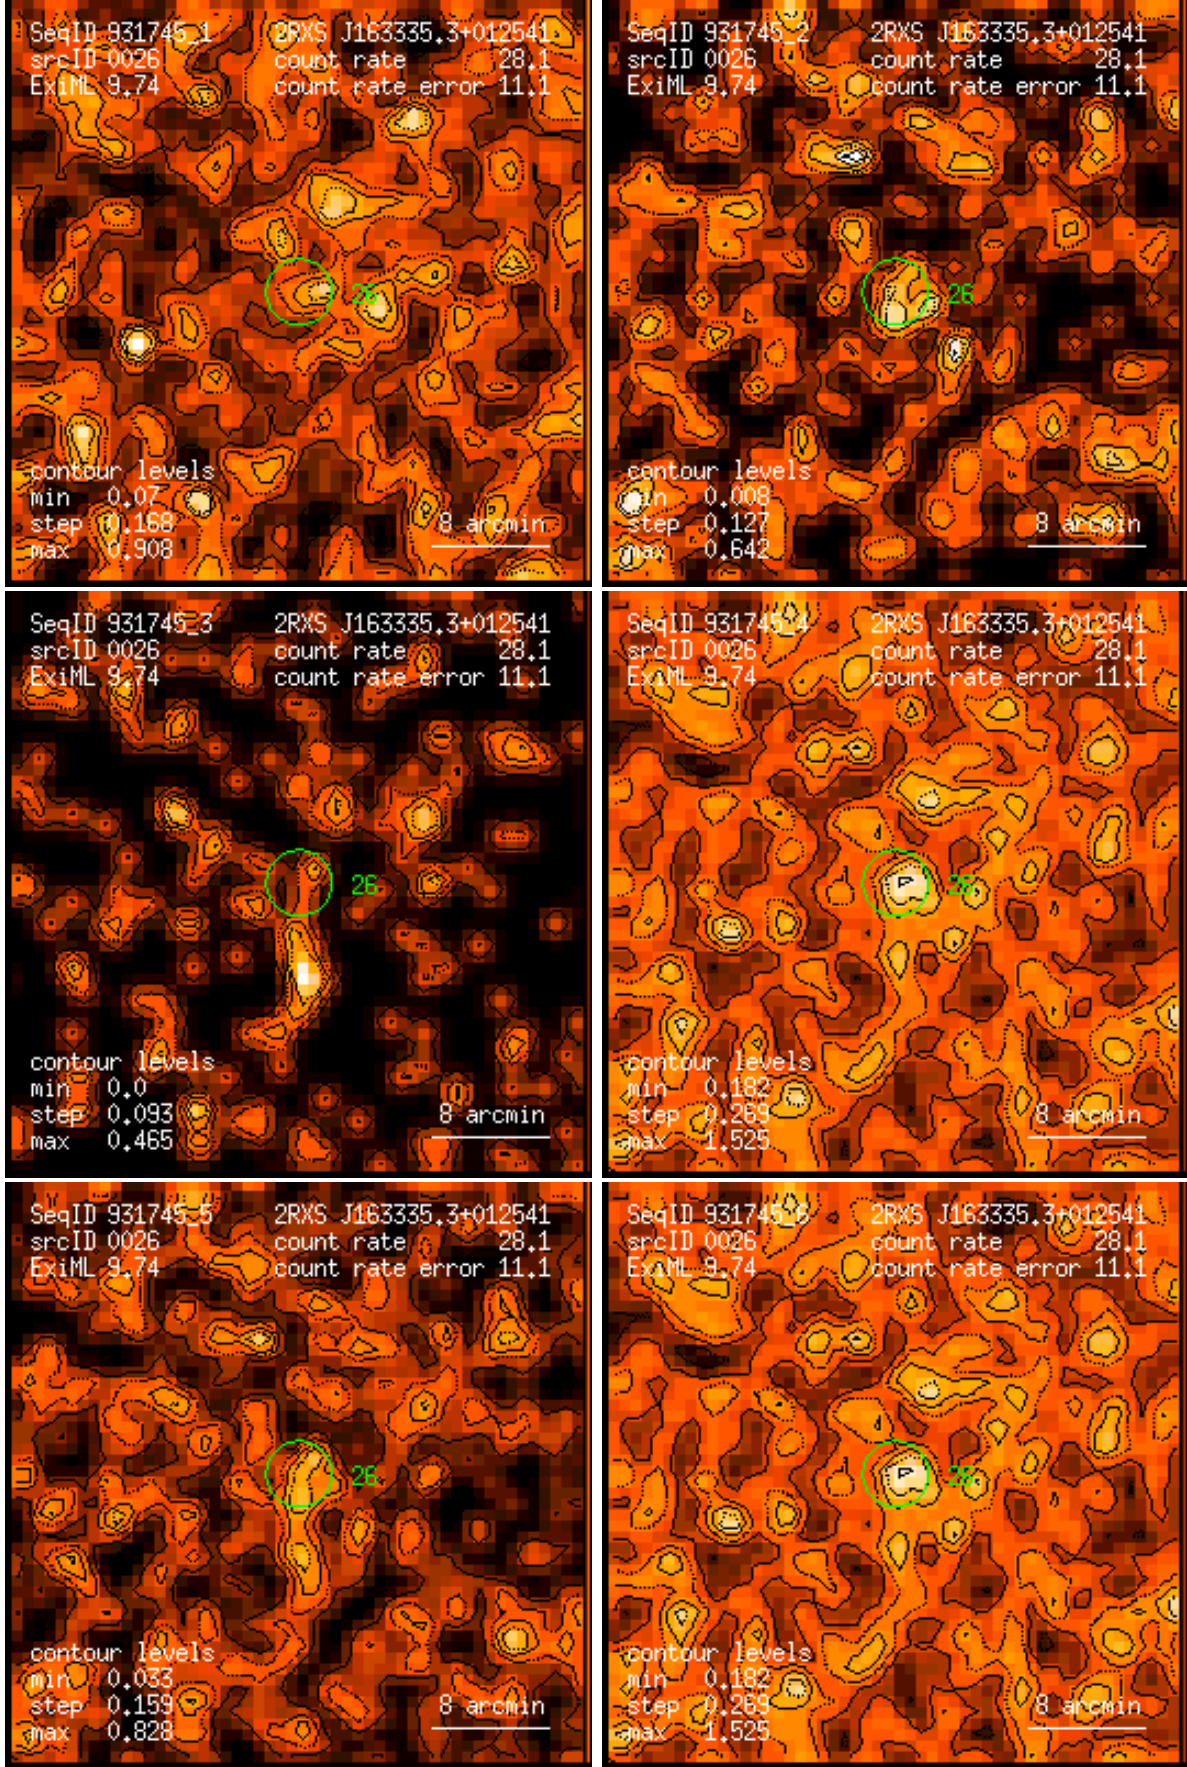 SeqID 931745_1 2RXS J163335.3+012541
srcID 0026 count rate 28.1
ExiML 9.74 count rate error 11.1
26
contour levels
min 0.07
step 0.168
max 0.908
8 arcmin
SeqID 931745_2 2RXS J163335.3+012541
srcID 0026 count rate 28.1
ExiML 9.74 count rate error 11.1
26
contour levels
min 0.008
step 0.127
max 0.642
8 arcmin
SeqID 931745_3 2RXS J163335.3+012541
srcID 0026 count rate 28.1
ExiML 9.74 count rate error 11.1
26
contour levels
min 0.0
step 0.093
max 0.465
8 arcmin
SeqID 931745_4 2RXS J163335.3+012541
srcID 0026 count rate 28.1
ExiML 9.74 count rate error 11.1
26
contour levels
min 0.182
step 0.269
max 1.525
8 arcmin
SeqID 931745_5 2RXS J163335.3+012541
srcID 0026 count rate 28.1
ExiML 9.74 count rate error 11.1
26
contour levels
min 0.033
step 0.159
max 0.828
8 arcmin
SeqID 931745_6 2RXS J163335.3+012541
srcID 0026 count rate 28.1
ExiML 9.74 count rate error 11.1
26
contour levels
min 0.182
step 0.269
max 1.525
8 arcmin